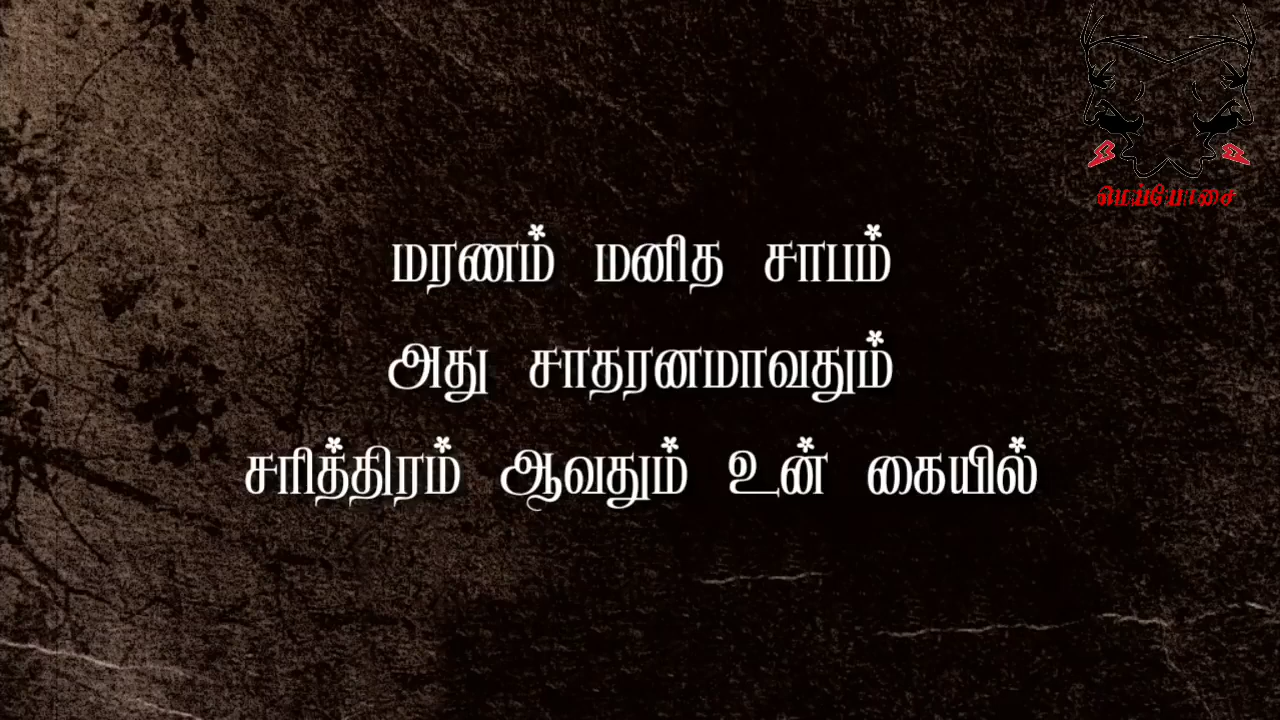 மெய்யோசை
மரணம் மனித சாபம்
அது சாதரனமாவதும்
சரித்திரம் ஆவதும் உன் கையில்